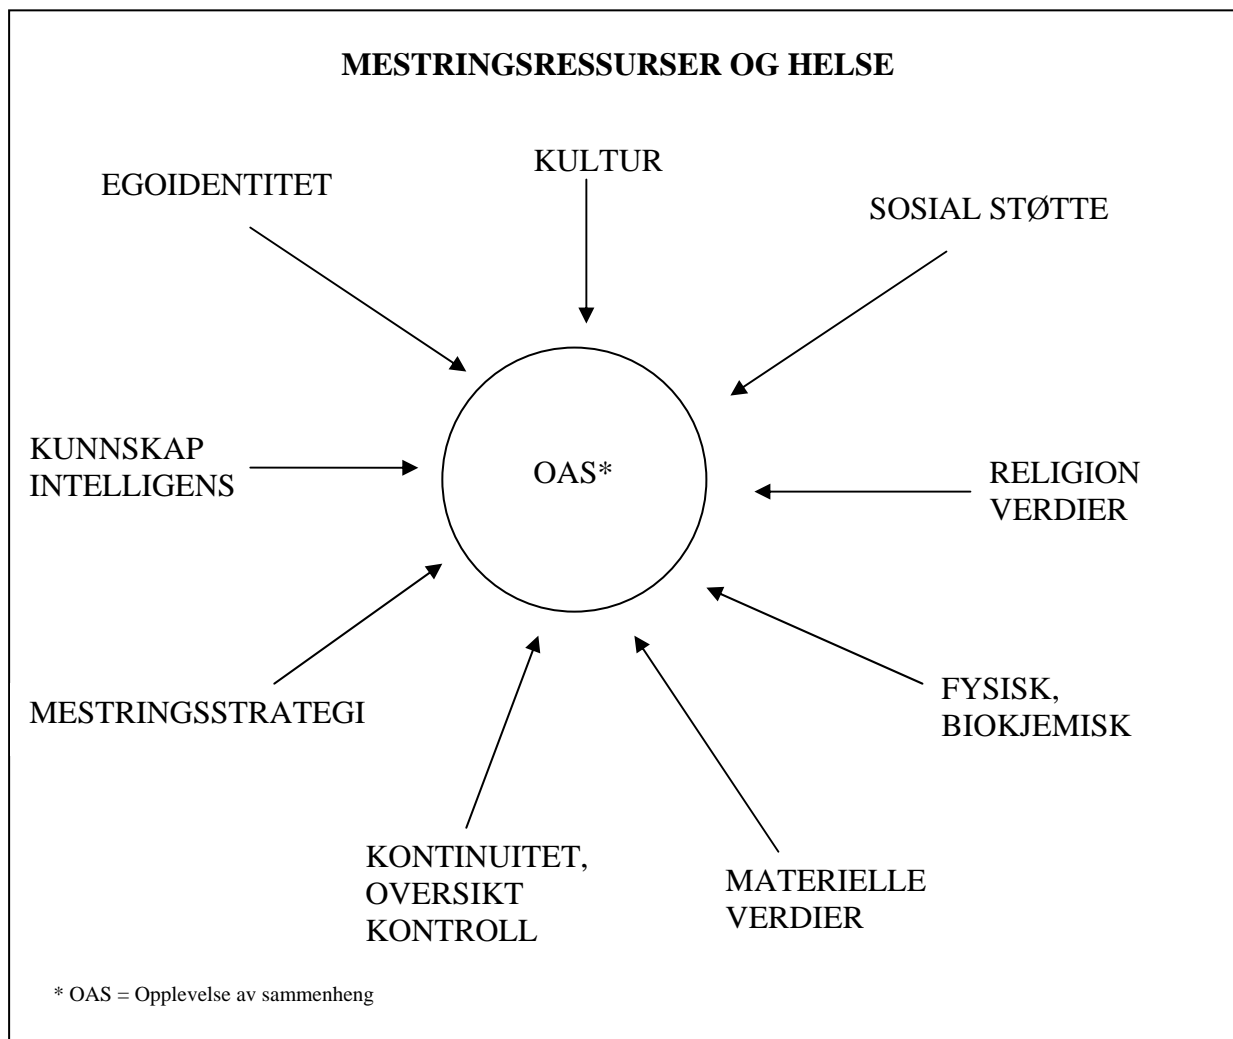 MESTRINGSRESSURSER OG HELSE
KULTUR
EGOIDENTITET
SOSIAL STØTTE
KUNNSKAP
INTELLIGENS
OAS*
RELIGION
VERDIER
MESTRINGSSTRATEGI
FYSISK,
BIOKJEMISK
KONTINUITET,
OVERSIKT
KONTROLL
MATERIELLE
VERDIER
* OAS = Opplevelse av sammenheng